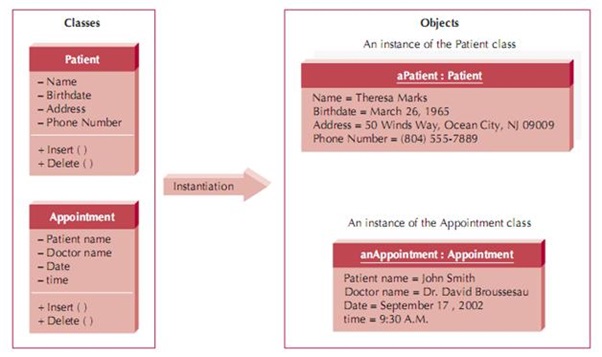 Classes
Patient
– Name
– Birthdate
– Address
– Phone Number
+ Insert ( )
+ Delete ( )
Appointment
– Patient name
– Doctor name
– Date
– time
+ Insert ( )
+ Delete ( )
Instantiation
Objects
An instance of the Patient class
aPatient : Patient
Name = Theresa Marks
Birthdate = March 26, 1965
Address = 50 Winds Way, Ocean City, NJ 09009
Phone Number = (804) 555-7889
An instance of the Appointment class
anAppointment : Appointment
Patient name = John Smith
Doctor name = Dr. David Broussesau
Date = September 17 , 2002
time = 9:30 A.M.